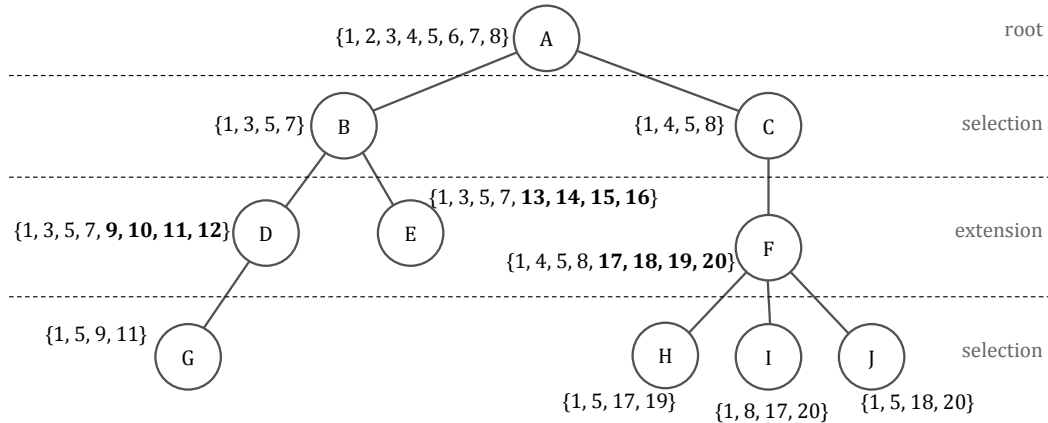 {1, 2, 3, 4, 5, 6, 7, 8}
A
root
{1, 3, 5, 7}
B
{1, 4, 5, 8}
C
selection
{1, 3, 5, 7, 13, 14, 15, 16}
{1, 3, 5, 7, 9, 10, 11, 12}
D
E
extension
{1, 4, 5, 8, 17, 18, 19, 20}
F
{1, 5, 9, 11}
G
H
I
J
selection
{1, 5, 17, 19}
{1, 8, 17, 20}
{1, 5, 18, 20}